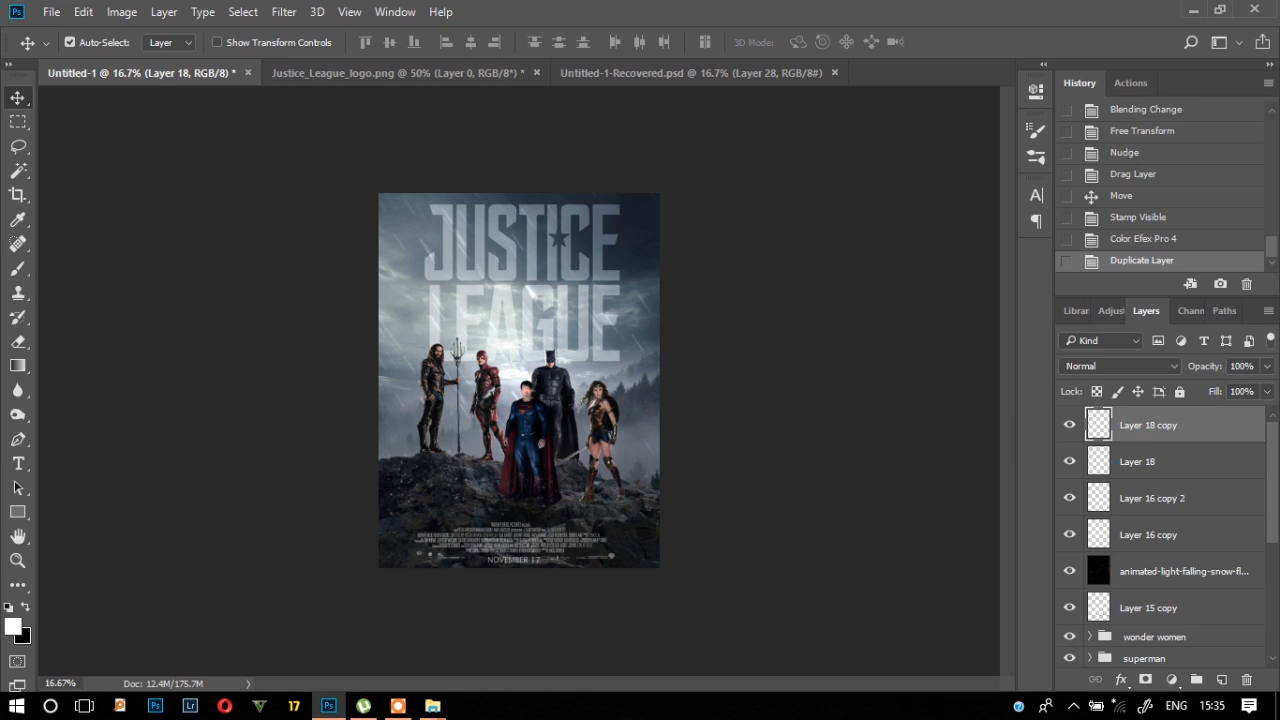 Ps File Edit Image Layer Type Select Filter 3D View Window Help
Auto-Select: Layer Show Transform Controls 3D Mode:
Untitled-1 @ 16.7% (Layer 18, RGB/8) * Justice_League_logo.png @ 50% (Layer 0, RGB/8*) * Untitled-1-Recovered.psd @ 16.7% (Layer 28, RGB/8#)
History Actions
Blending Change
Free Transform
Nudge
Drag Layer
Move
Stamp Visible
Color Efex Pro 4
Duplicate Layer
JUSTICE
LEAGUE
NOVEMBER 17
Librar Adjus Layers Chann Paths
Kind
Normal Opacity: 100%
Lock: Fill: 100%
Layer 18 copy
Layer 18
Layer 16 copy 2
Layer 16 copy
animated-light-falling-snow-fl...
Layer 15 copy
wonder women
superman
16.67% Doc: 12.4M/175.7M
Ps Lr 17 Ps ENG 15:35